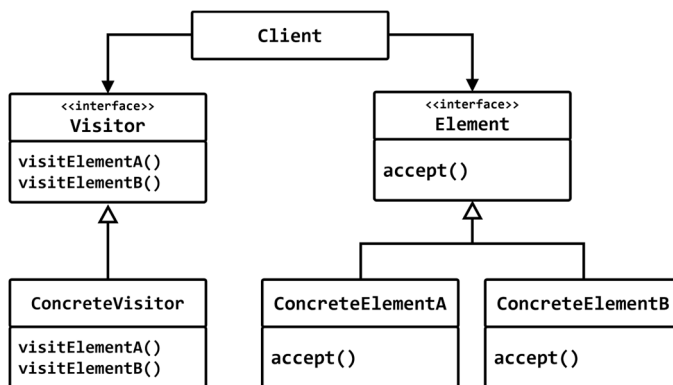 Client
<<interface>>
Visitor
visitElementA()
visitElementB()
<<interface>>
Element
accept()
ConcreteVisitor
visitElementA()
visitElementB()
ConcreteElementA
accept()
ConcreteElementB
accept()